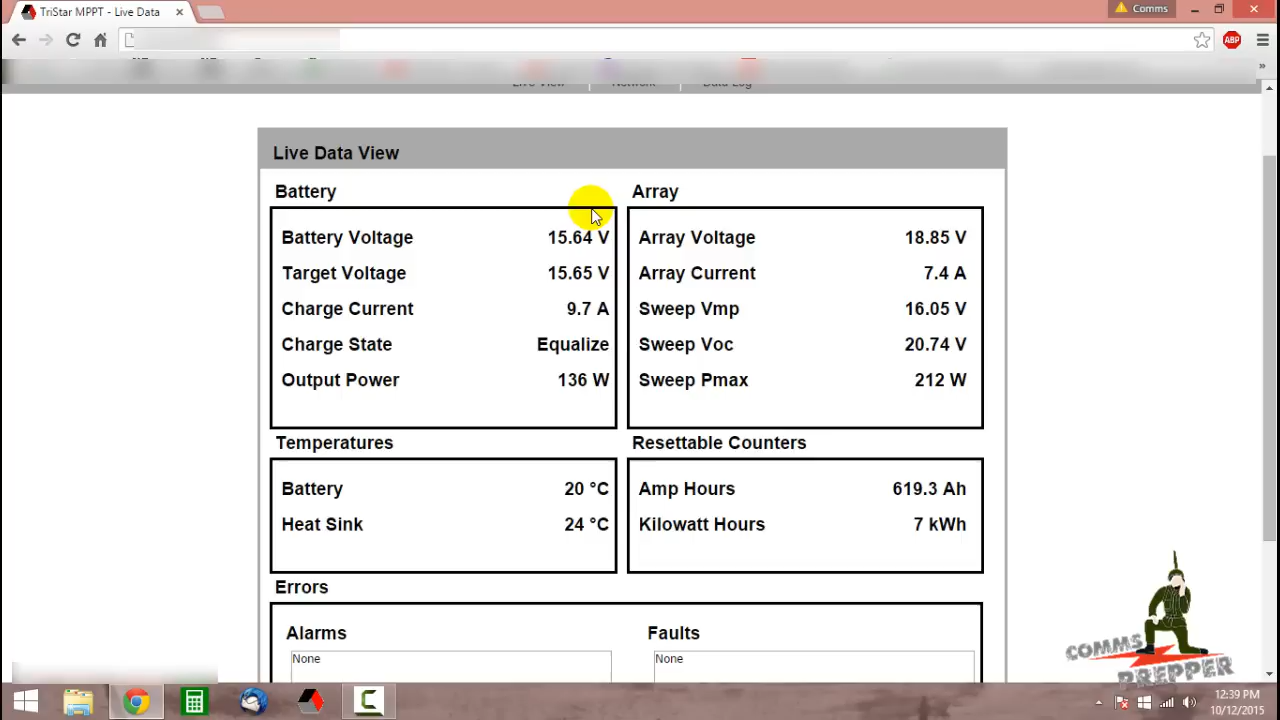 TriStar MPPT - Live Data
Comms
ABP
Live View
Network
Data Log
Live Data View
Battery
Battery Voltage 15.64 V
Target Voltage 15.65 V
Charge Current 9.7 A
Charge State Equalize
Output Power 136 W
Array
Array Voltage 18.85 V
Array Current 7.4 A
Sweep Vmp 16.05 V
Sweep Voc 20.74 V
Sweep Pmax 212 W
Temperatures
Battery 20 °C
Heat Sink 24 °C
Resettable Counters
Amp Hours 619.3 Ah
Kilowatt Hours 7 kWh
Errors
Alarms
None
Faults
None
COMMS
PREPPER
12:39 PM
10/12/2015